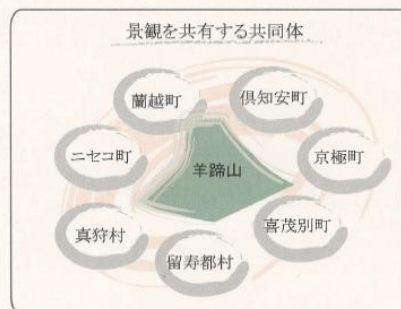 景観を共有する共同体
蘭越町
倶知安町
ニセコ町
羊蹄山
京極町
真狩村
喜茂別町
留寿都村